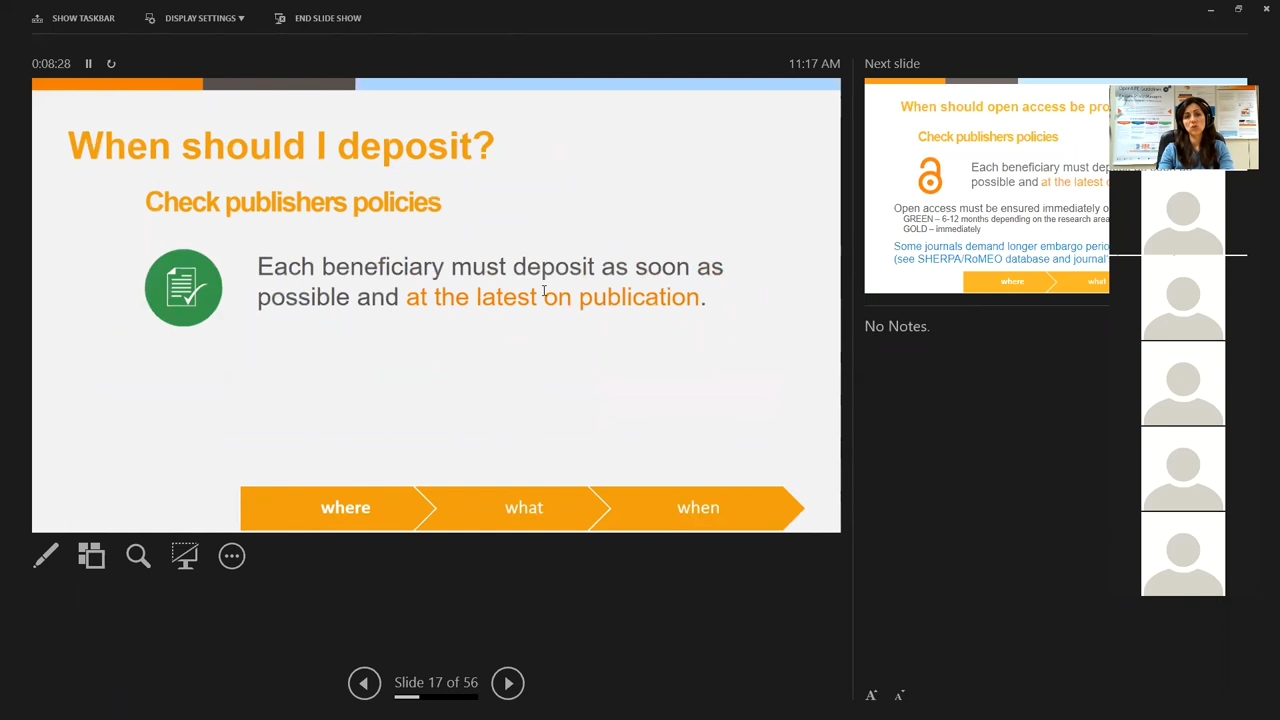 SHOW TASKBAR
DISPLAY SETTINGS
END SLIDE SHOW
0:08:28
11:17 AM
When should I deposit?
Check publishers policies
Each beneficiary must deposit as soon as
possible and at the latest on publication.
where
what
when
Slide 17 of 56
Next slide
When should open access be pro
Check publishers policies
Each beneficiary must de
possible and at the latest
Open access must be ensured immediately o
GREEN – 6-12 months depending on the research area
GOLD – immediately
Some journals demand longer embargo perio
(see SHERPA/RoMEO database and journal
where
what
No Notes.